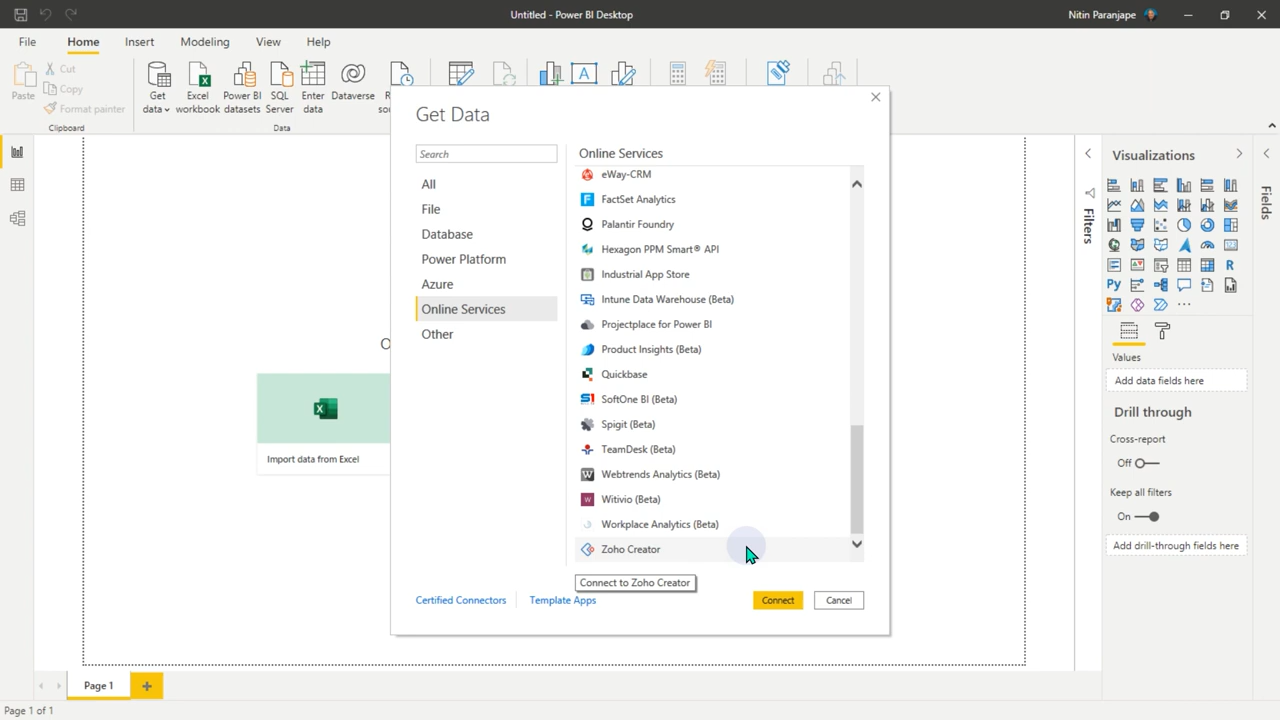 Untitled - Power BI Desktop
Nitin Paranjape
File
Home
Insert
Modeling
View
Help
Paste
Cut
Copy
Format painter
Clipboard
Get data
Excel workbook
Power BI datasets
SQL Server
Enter data
Dataverse
Data
Get Data
Search
All
File
Database
Power Platform
Azure
Online Services
Other
Online Services
eWay-CRM
FactSet Analytics
Palantir Foundry
Hexagon PPM Smart® API
Industrial App Store
Intune Data Warehouse (Beta)
Projectplace for Power BI
Product Insights (Beta)
Quickbase
SoftOne BI (Beta)
Spigit (Beta)
TeamDesk (Beta)
Webtrends Analytics (Beta)
Witivio (Beta)
Workplace Analytics (Beta)
Zoho Creator
Connect to Zoho Creator
Certified Connectors
Template Apps
Connect
Cancel
Import data from Excel
Filters
Visualizations
Fields
Values
Add data fields here
Drill through
Cross-report
Off
Keep all filters
On
Add drill-through fields here
Page 1
Page 1 of 1